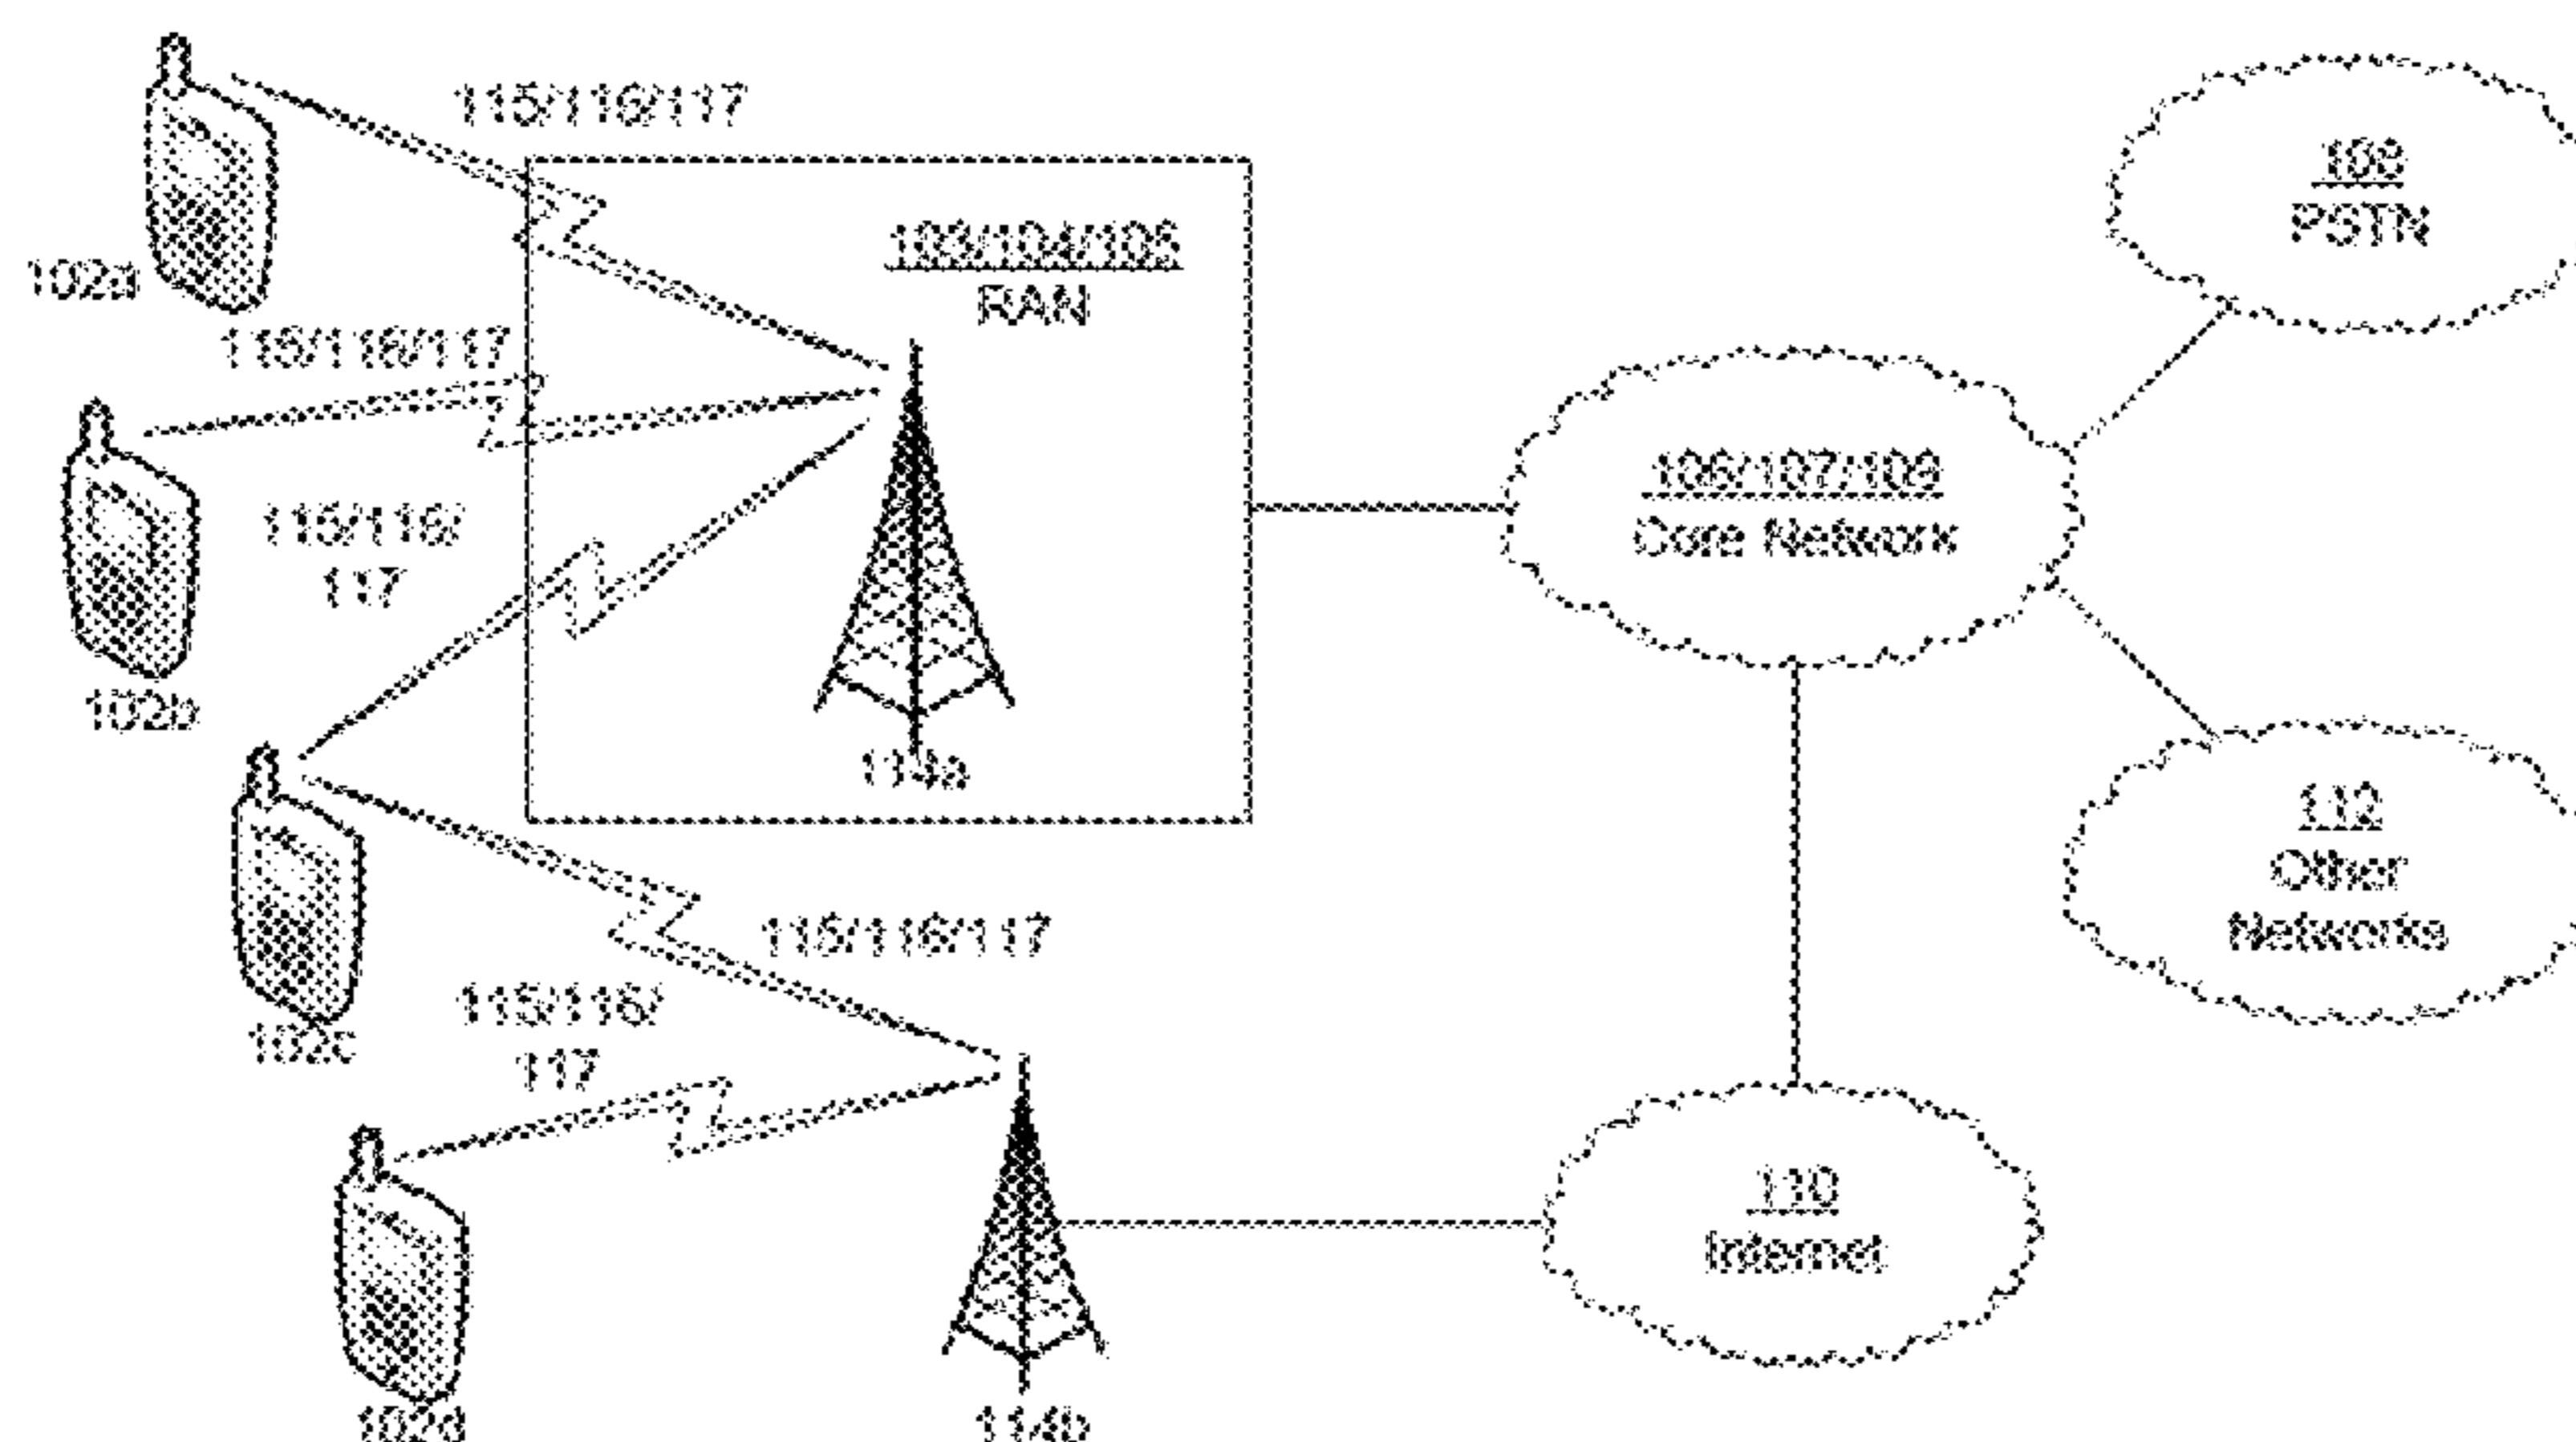 115/116/117
108
PSTN
103/104/105
RAN
102a
115/116/117
106/107/109
Core Network
115/116/
117
102b
114a
112
Other
Networks
115/116/117
115/116/
117
102c
110
Internet
102d
114b